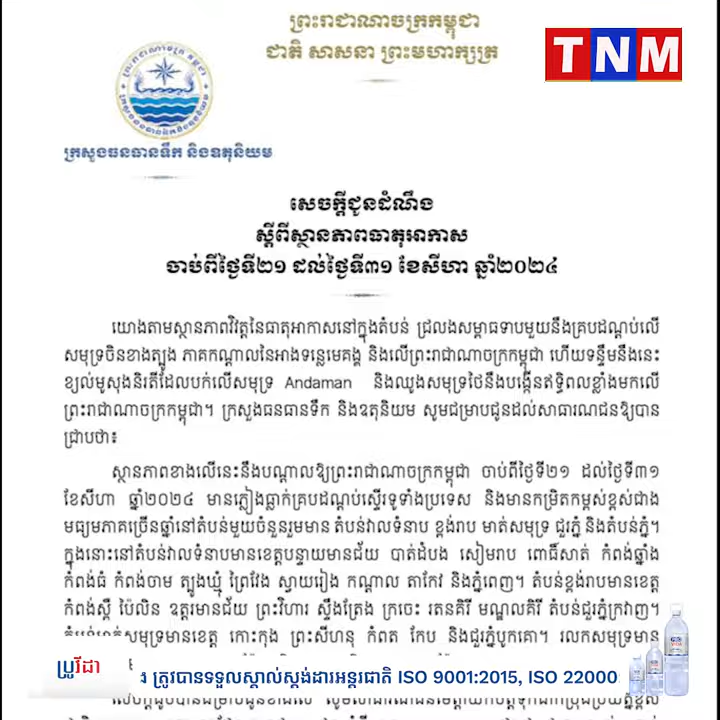 ព្រះរាជាណាចក្រកម្ពុជា
ជាតិ សាសនា ព្រះមហាក្សត្រ
TNM
ក្រសួងធនធានទឹក និងឧតុនិយម
សេចក្តីជូនដំណឹង
ស្តីពីស្ថានភាពធាតុអាកាស
ចាប់ពីថ្ងៃទី២១ ដល់ថ្ងៃទី៣១ ខែសីហា ឆ្នាំ២០២៤
យោងតាមស្ថានភាពវិវត្តនៃធាតុអាកាសនៅក្នុងតំបន់ ជ្រលងសម្ពាធទាបមួយនឹងគ្របដណ្តប់លើ
សមុទ្រចិនខាងត្បូង ភាគកណ្តាលនៃអាងទន្លេមេគង្គ និងលើព្រះរាជាណាចក្រកម្ពុជា ហើយទន្ទឹមនឹងនេះ
ខ្យល់មូសុងនិរតីដែលបក់លើសមុទ្រ Andaman និងឈូងសមុទ្រថៃនឹងបង្កើនឥទ្ធិពលខ្លាំងមកលើ
ព្រះរាជាណាចក្រកម្ពុជា។ ក្រសួងធនធានទឹក និងឧតុនិយម សូមជម្រាបជូនដល់សាធារណជនឱ្យបាន
ជ្រាបថា៖
ស្ថានភាពខាងលើនេះនឹងបណ្តាលឱ្យព្រះរាជាណាចក្រកម្ពុជា ចាប់ពីថ្ងៃទី២១ ដល់ថ្ងៃទី៣១
ខែសីហា ឆ្នាំ២០២៤ មានភ្លៀងធ្លាក់គ្របដណ្តប់ស្ទើរទូទាំងប្រទេស និងមានកម្រិតកម្ពស់ខ្ពស់ជាង
មធ្យមភាគច្រើនឆ្នាំនៅតំបន់មួយចំនួនរួមមាន តំបន់វាលទំនាប ខ្ពង់រាប មាត់សមុទ្រ ជួរភ្នំ និងតំបន់ភ្នំ។
ក្នុងនោះនៅតំបន់វាលទំនាបមានខេត្តបន្ទាយមានជ័យ បាត់ដំបង សៀមរាប ពោធិ៍សាត់ កំពង់ឆ្នាំង
កំពង់ធំ កំពង់ចាម ត្បូងឃ្មុំ ព្រៃវែង ស្វាយរៀង កណ្តាល តាកែវ និងភ្នំពេញ។ តំបន់ខ្ពង់រាបមានខេត្ត
កំពង់ស្ពឺ ប៉ៃលិន ឧត្តរមានជ័យ ព្រះវិហារ ស្ទឹងត្រែង ក្រចេះ រតនគិរី មណ្ឌលគិរី តំបន់ជួរភ្នំក្រវាញ។
តំបន់មាត់សមុទ្រមានខេត្ត កោះកុង ព្រះសីហនុ កំពត កែប និងជួរភ្នំបូកគោ។ រលកសមុទ្រមាន
ប្រូវីដា
ត្រូវបានទទួលស្គាល់ស្តង់ដារអន្តរជាតិ ISO 9001:2015, ISO 22000